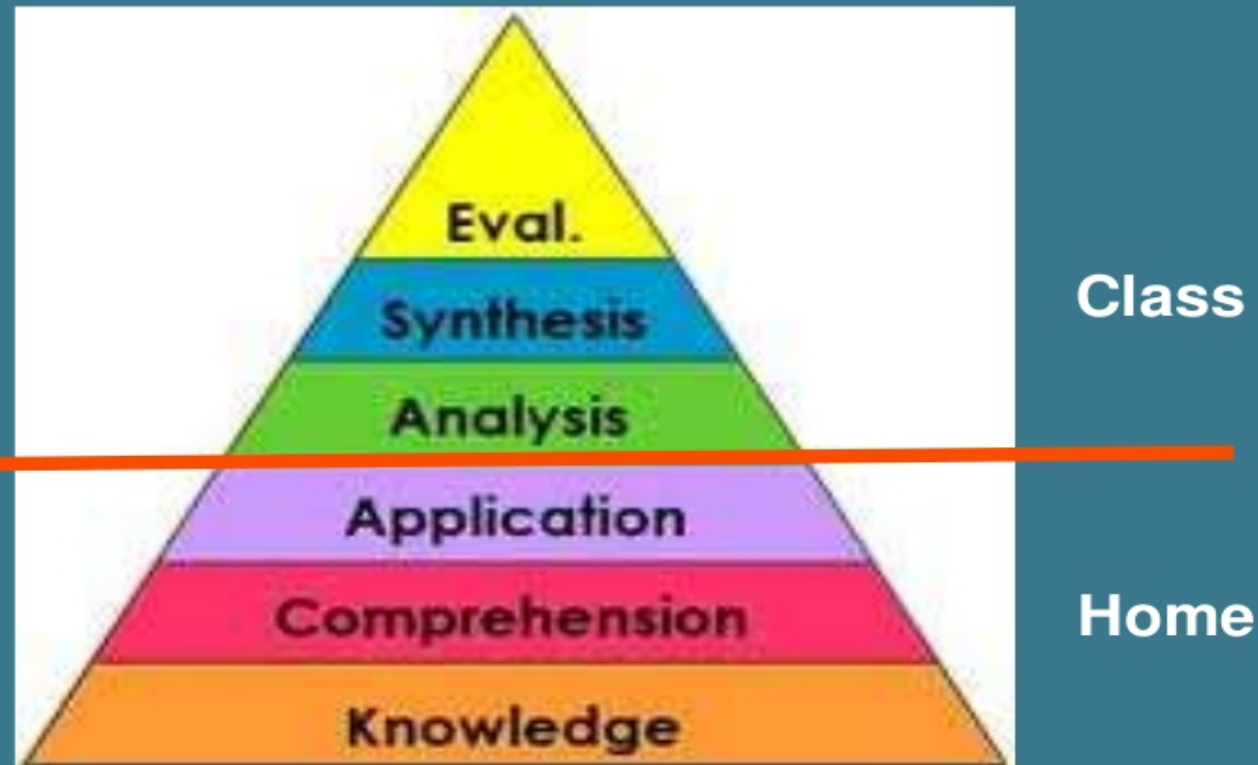 Eval.
Synthesis
Class
Analysis
Application
Comprehension
Home
Knowledge